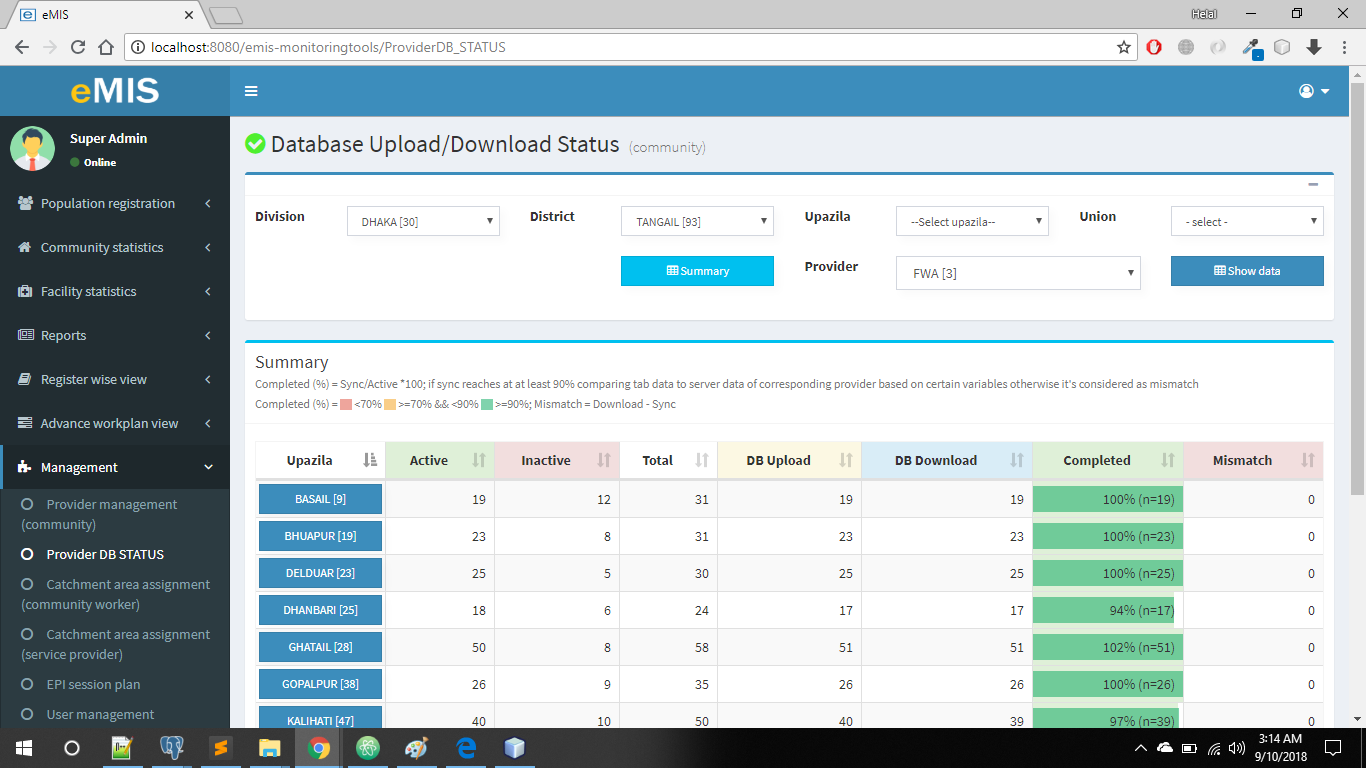 eMIS
Helal
localhost:8080/emis-monitoringtools/ProviderDB_STATUS
eMIS
Super Admin
Online
Population registration
Community statistics
Facility statistics
Reports
Register wise view
Advance workplan view
Management
Provider management
(community)
Provider DB STATUS
Catchment area assignment
(community worker)
Catchment area assignment
(service provider)
EPI session plan
User management
Database Upload/Download Status (community)
Division DHAKA [30] District TANGAIL [93] Upazila --Select upazila-- Union - select -
Summary Provider FWA [3] Show data
Summary
Completed (%) = Sync/Active *100; if sync reaches at at least 90% comparing tab data to server data of corresponding provider based on certain variables otherwise it's considered as mismatch
Completed (%) = <70% >=70% && <90% >=90%; Mismatch = Download - Sync
Upazila Active Inactive Total DB Upload DB Download Completed Mismatch
BASAIL [9] 19 12 31 19 19 100% (n=19) 0
BHUAPUR [19] 23 8 31 23 23 100% (n=23) 0
DELDUAR [23] 25 5 30 25 25 100% (n=25) 0
DHANBARI [25] 18 6 24 17 17 94% (n=17) 0
GHATAIL [28] 50 8 58 51 51 102% (n=51) 0
GOPALPUR [38] 26 9 35 26 26 100% (n=26) 0
KALIHATI [47] 40 10 50 40 39 97% (n=39) 0
3:14 AM
9/10/2018